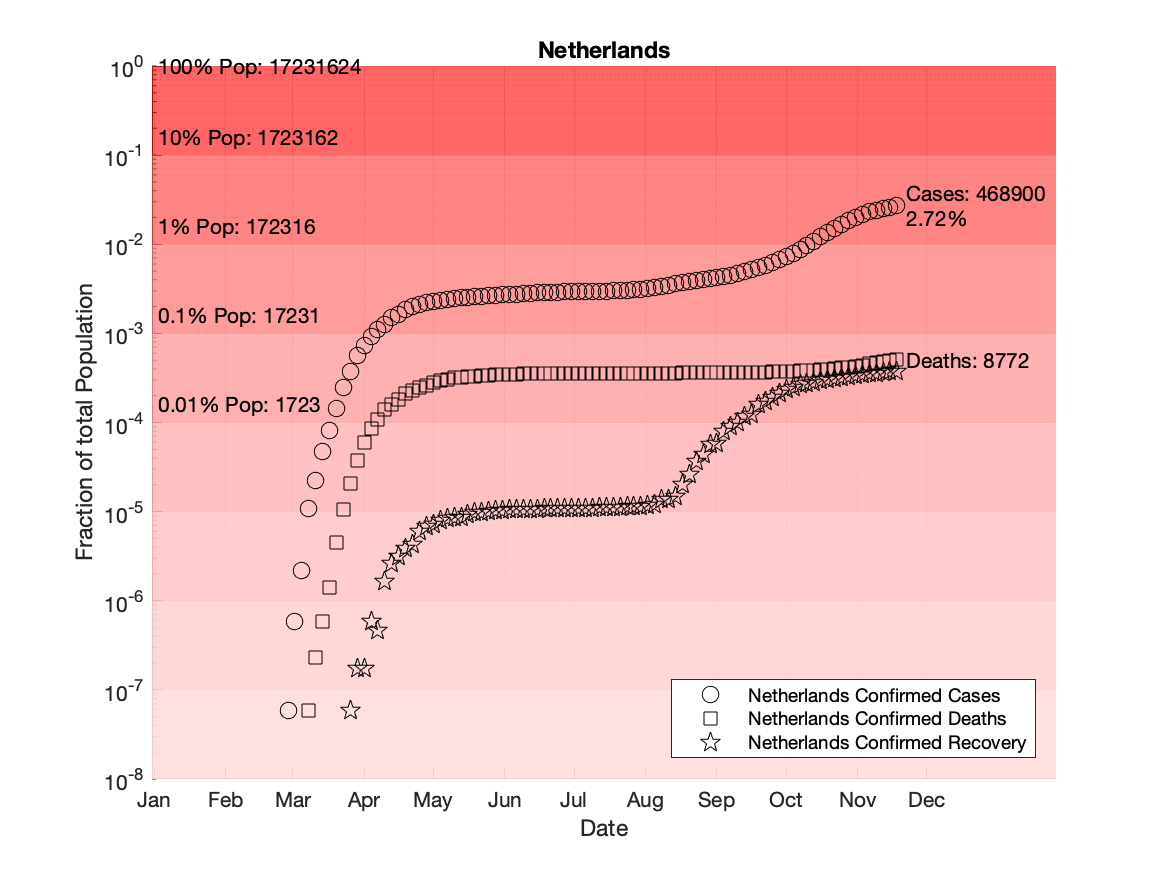 Netherlands
10^0
100% Pop: 17231624
10% Pop: 1723162
10^-1
Cases: 468900
2.72%
1% Pop: 172316
10^-2
0.1% Pop: 17231
10^-3
Deaths: 8772
0.01% Pop: 1723
10^-4
10^-5
10^-6
10^-7
10^-8
Fraction of total Population
Netherlands Confirmed Cases
Netherlands Confirmed Deaths
Netherlands Confirmed Recovery
Jan Feb Mar Apr May Jun Jul Aug Sep Oct Nov Dec
Date